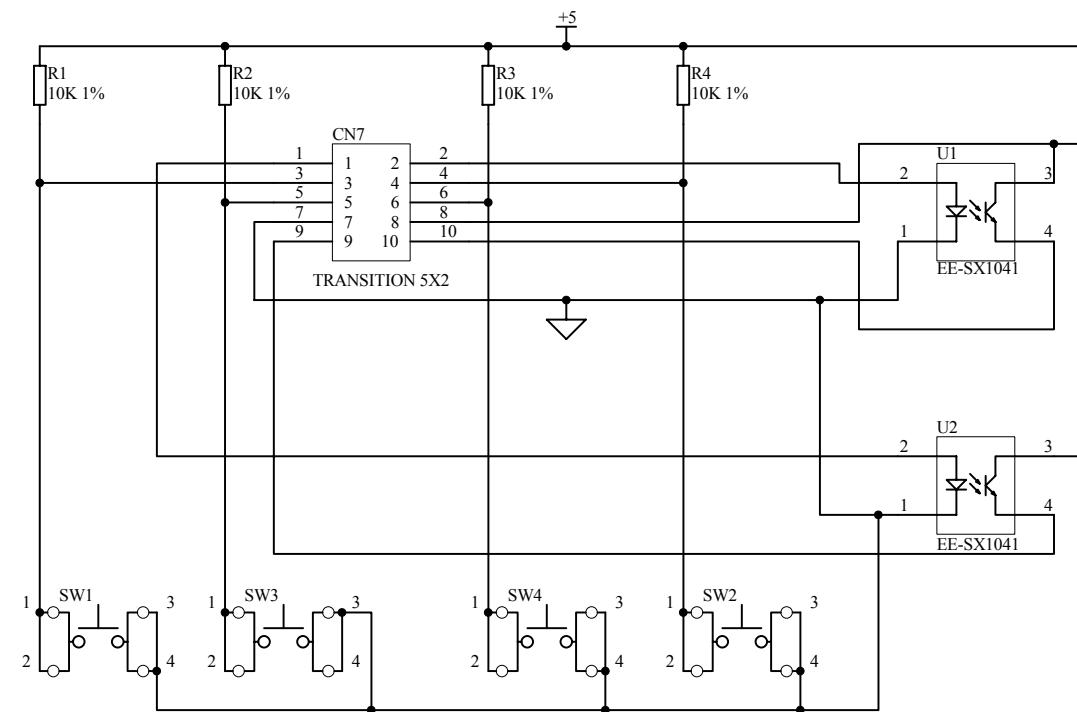 +5
R1
10K 1%
R2
10K 1%
R3
10K 1%
R4
10K 1%
CN7
1 1 2 2
3 3 4 4
5 5 6 6
7 7 8 8
9 9 10 10
TRANSITION 5X2
U1
2 3
1 4
EE-SX1041
U2
2 3
1 4
EE-SX1041
1 SW1 3
2 4
1 SW3 3
2 4
1 SW4 3
2 4
1 SW2 3
2 4